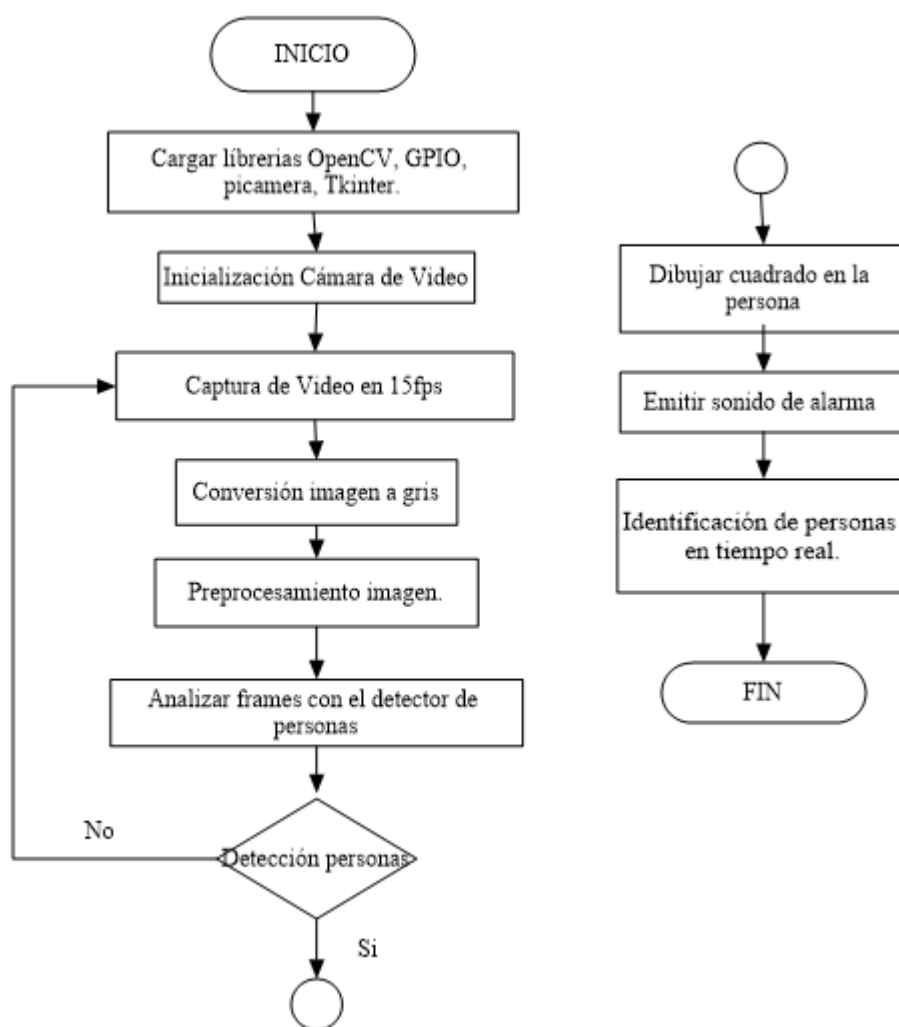 INICIO
Cargar líbrerias OpenCV, GPIO,
picamera, Tkinter.
Inicialización Cámara de Video
Captura de Video en 15fps
Conversión imagen a gris
Preprocesamiento imagen.
Analizar frames con el detector de
personas
Detección personas
No
Si
Dibujar cuadrado en la
persona
Emitir sonido de alarma
Identificación de personas
en tiempo real.
FIN